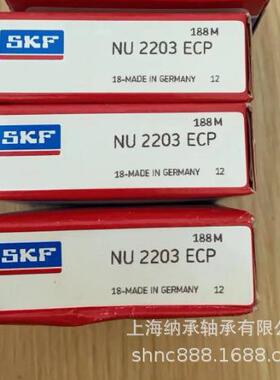 188M
SKF
NU 2203 ECP
18-MADE IN GERMANY 12
188M
SKF
NU 2203 ECP
18-MADE IN GERMANY 12
188M
SKF
NU 2203 ECP
18-MADE IN GERMANY 12
上海纳承轴承有限公
shnc888.1688.c